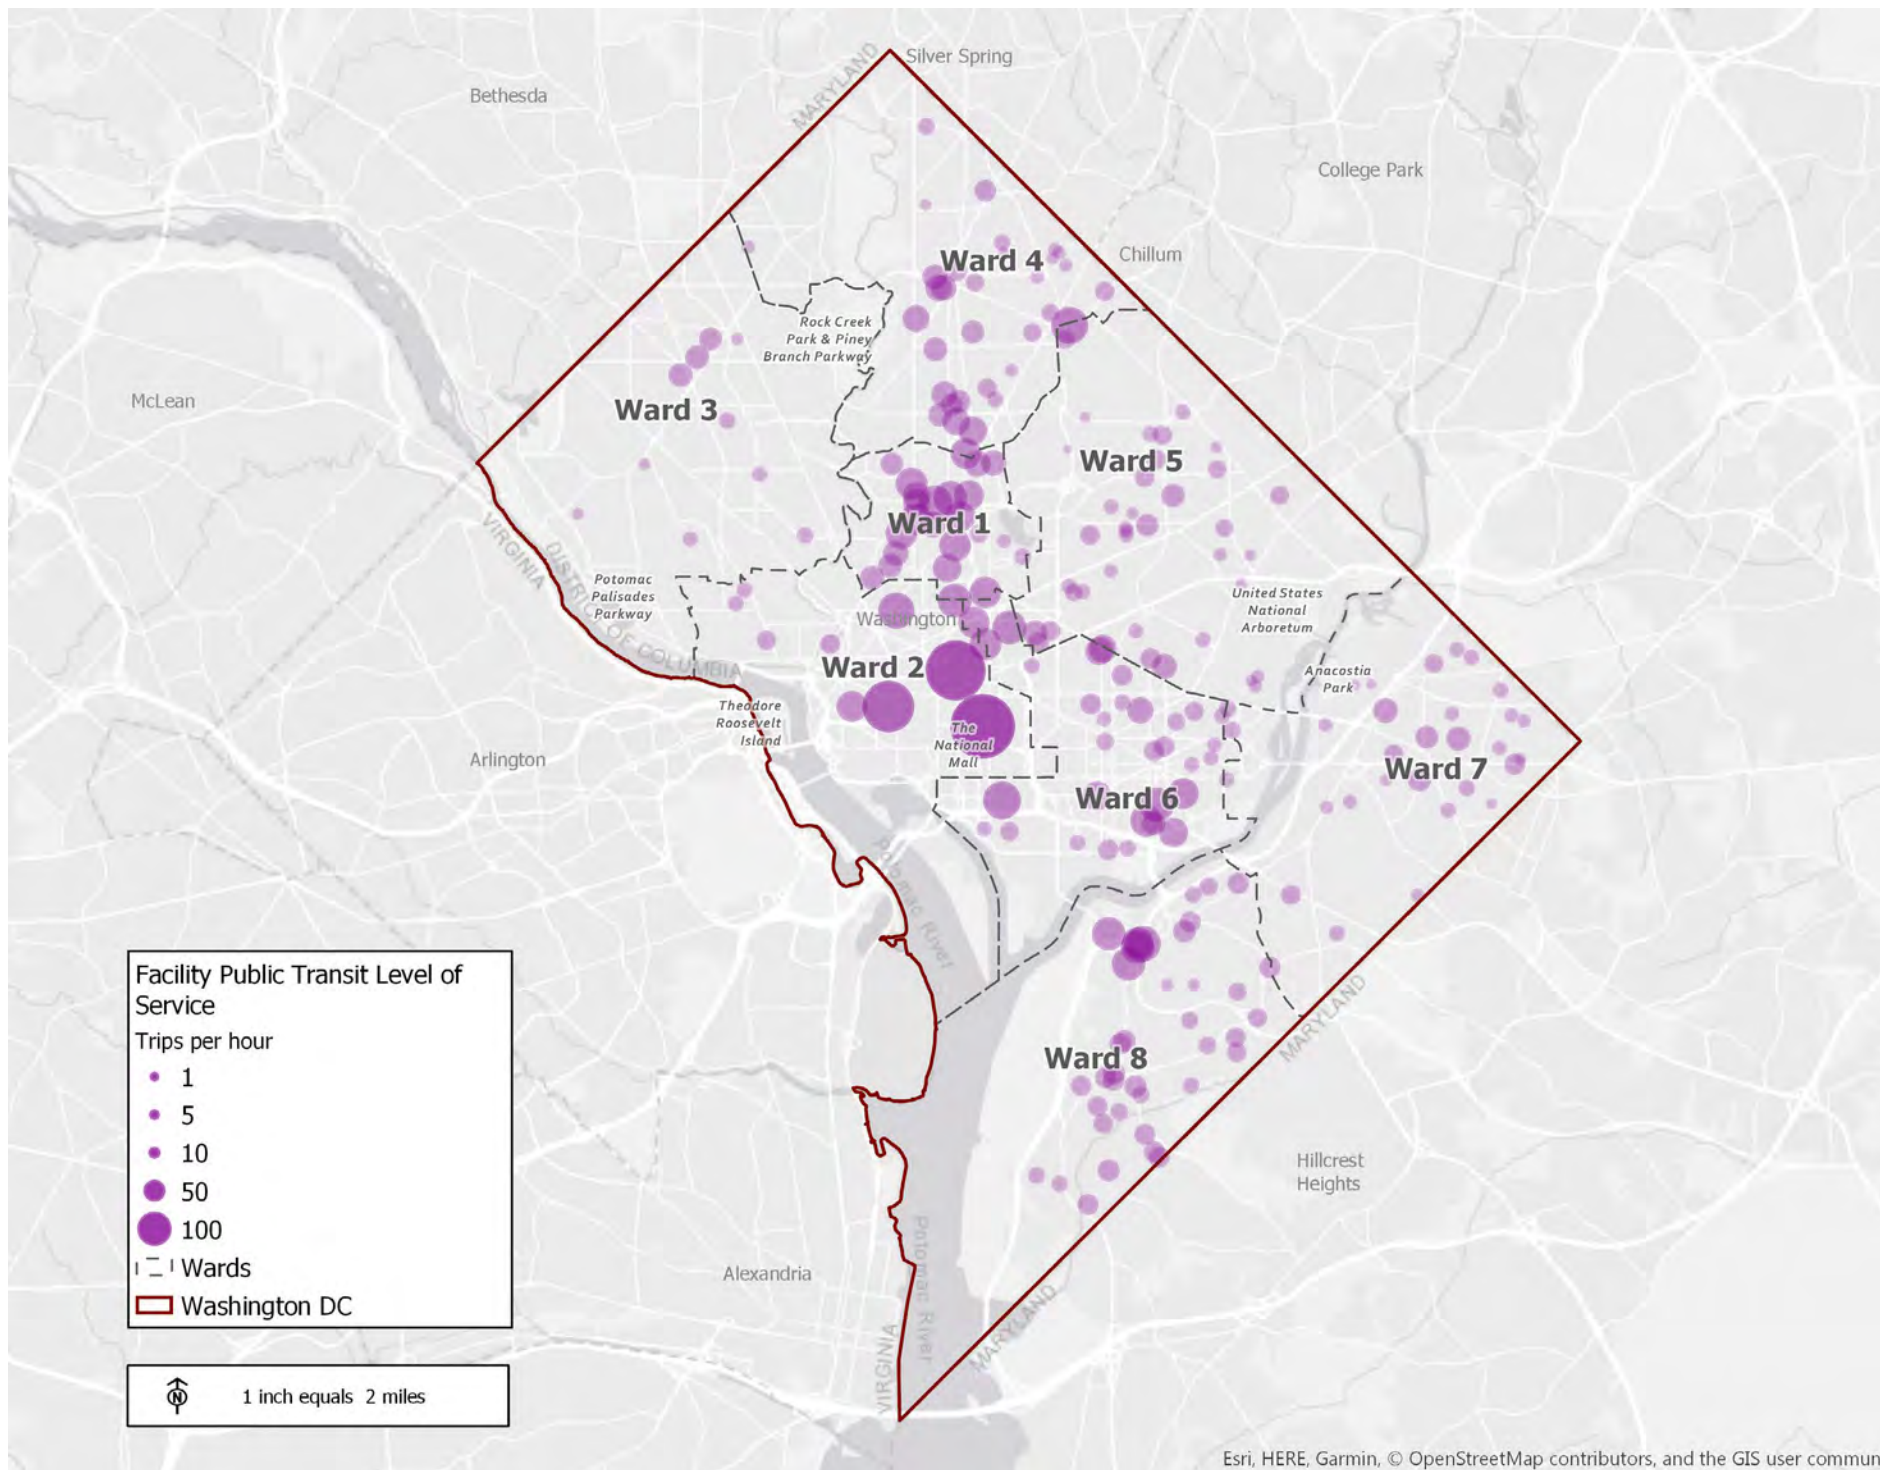 Silver Spring
MARYLAND
Bethesda
College Park
Chillum
Ward 4
Rock Creek
Park & Piney
Branch Parkway
McLean
Ward 3
Ward 5
Ward 1
VIRGINIA
DISTRICT OF COLUMBIA
Potomac
Palisades
Parkway
United States
National
Arboretum
Washington
Ward 2
Anacostia
Park
Theodore
Roosevelt
Island
The
National
Mall
Arlington
Ward 7
Ward 6
Potomac River
MARYLAND
Ward 8
Facility Public Transit Level of
Service
Trips per hour
1
5
10
50
100
Wards
Washington DC
Hillcrest
Heights
Alexandria
Potomac River
MARYLAND
VIRGINIA
N
1 inch equals 2 miles
Esri, HERE, Garmin, © OpenStreetMap contributors, and the GIS user commun